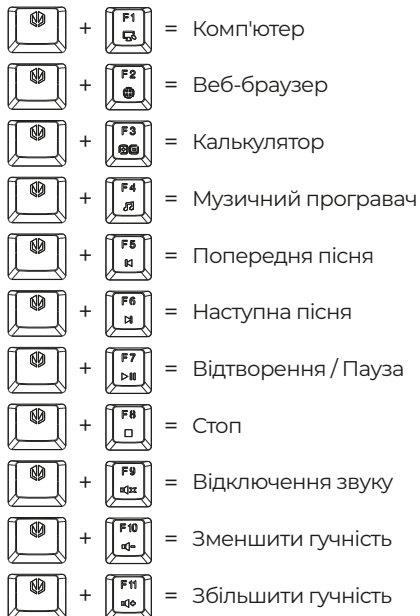 + F1 = Комп'ютер
+ F2 = Веб-браузер
+ F3 = Калькулятор
+ F4 = Музичний програвач
+ F5 = Попередня пісня
+ F6 = Наступна пісня
+ F7 = Відтворення / Пауза
+ F8 = Стоп
+ F9 = Відключення звуку
+ F10 = Зменшити гучність
+ F11 = Збільшити гучність